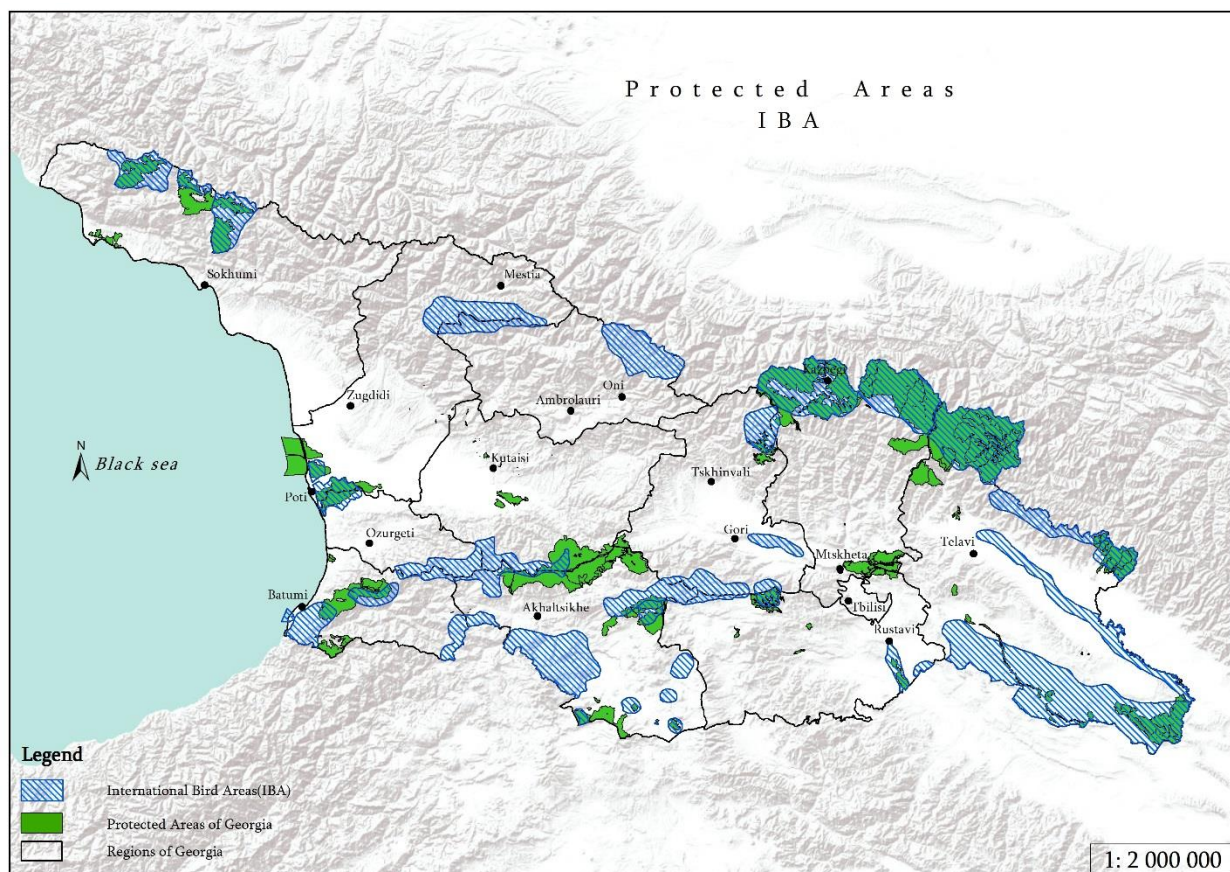 Protected Areas
IBA
Sokhumi
Mestia
Kazbegi
Oni
Zugdidi
Ambrolauri
N
Black sea
Kutaisi
Tskhinvali
Poti
Ozurgeti
Gori
Telavi
Mtskheta
Batumi
Akhaltsikhe
Tbilisi
Rustavi
Legend
International Bird Areas(IBA)
Protected Areas of Georgia
Regions of Georgia
1: 2 000 000